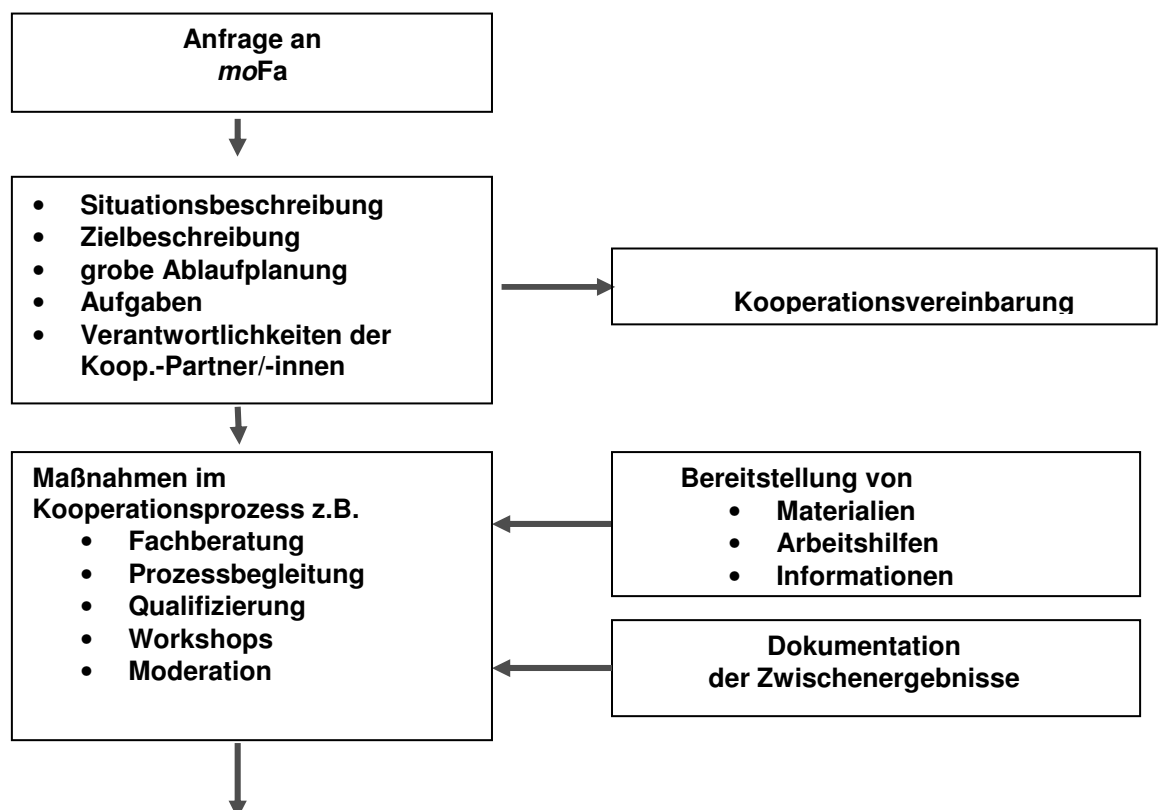 Anfrage an
moFa
• Situationsbeschreibung
• Zielbeschreibung
• grobe Ablaufplanung
• Aufgaben
• Verantwortlichkeiten der
Koop.-Partner/-innen
Kooperationsvereinbarung
Maßnahmen im
Kooperationsprozess z.B.
• Fachberatung
• Prozessbegleitung
• Qualifizierung
• Workshops
• Moderation
Bereitstellung von
• Materialien
• Arbeitshilfen
• Informationen
Dokumentation
der Zwischenergebnisse